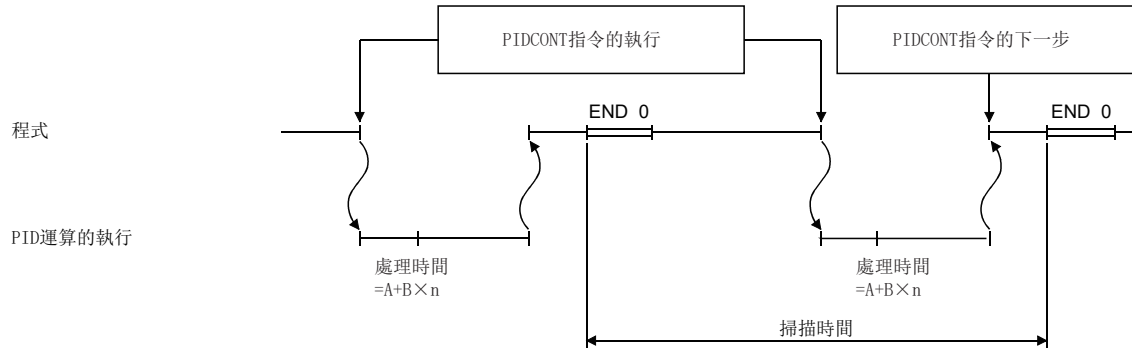 PIDCONT指令的執行
PIDCONT指令的下一步
END 0
END 0
程式
PID運算的執行
處理時間
=A+B×n
處理時間
=A+B×n
掃描時間